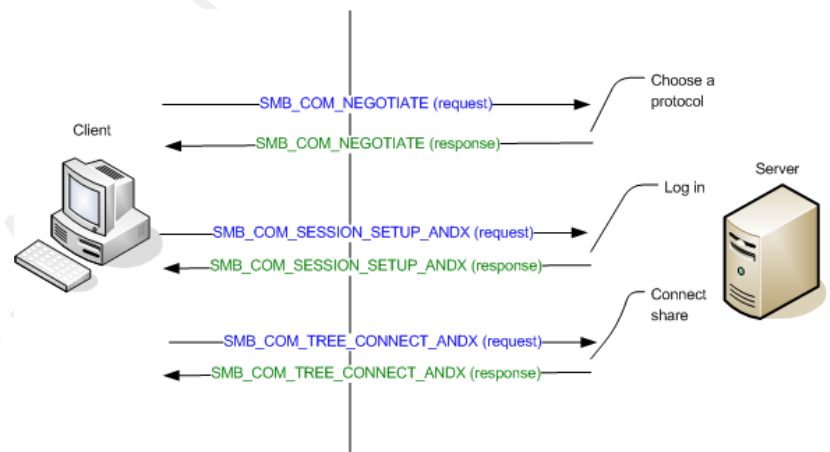 SMB_COM_NEGOTIATE (request)
Choose a
protocol
Client
SMB_COM_NEGOTIATE (response)
Server
Log in
SMB_COM_SESSION_SETUP_ANDX (request)
SMB_COM_SESSION_SETUP_ANDX (response)
Connect
share
SMB_COM_TREE_CONNECT_ANDX (request)
SMB_COM_TREE_CONNECT_ANDX (response)